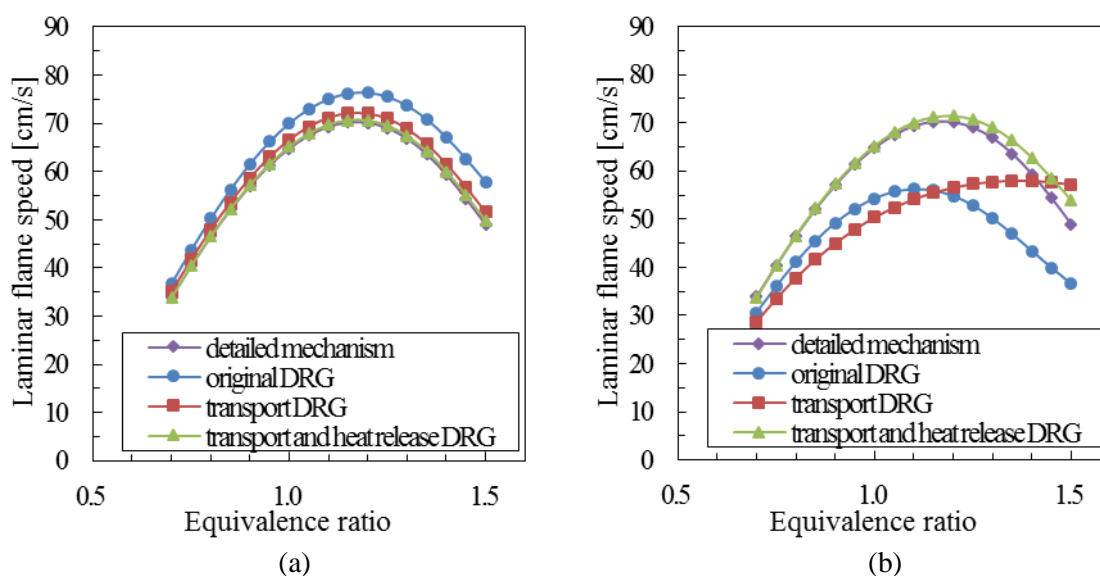 90
80
70
60
50
40
30
20
10
0
Laminar flame speed [cm/s]
detailed mechanism
original DRG
transport DRG
transport and heat release DRG
0.5 1.0 1.5
Equivalence ratio
(a)
90
80
70
60
50
40
30
20
10
0
Laminar flame speed [cm/s]
detailed mechanism
original DRG
transport DRG
transport and heat release DRG
0.5 1.0 1.5
Equivalence ratio
(b)